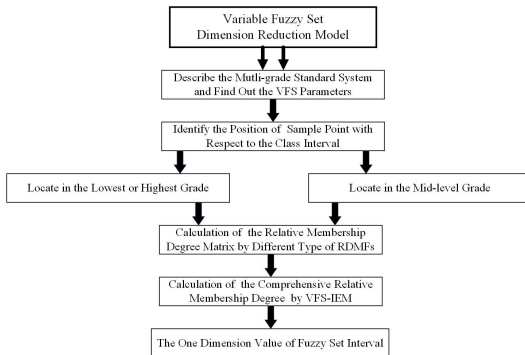 Variable Fuzzy Set
Dimension Reduction Model
Describe the Mutli-grade Standard System
and Find Out the VFS Parameters
Identify the Position of Sample Point with
Respect to the Class Interval
Locate in the Lowest or Highest Grade
Locate in the Mid-level Grade
Calculation of the Relative Membership
Degree Matrix by Different Type of RDMFs
Calculation of the Comprehensive Relative
Membership Degree by VFS-IEM
The One Dimension Value of Fuzzy Set Interval